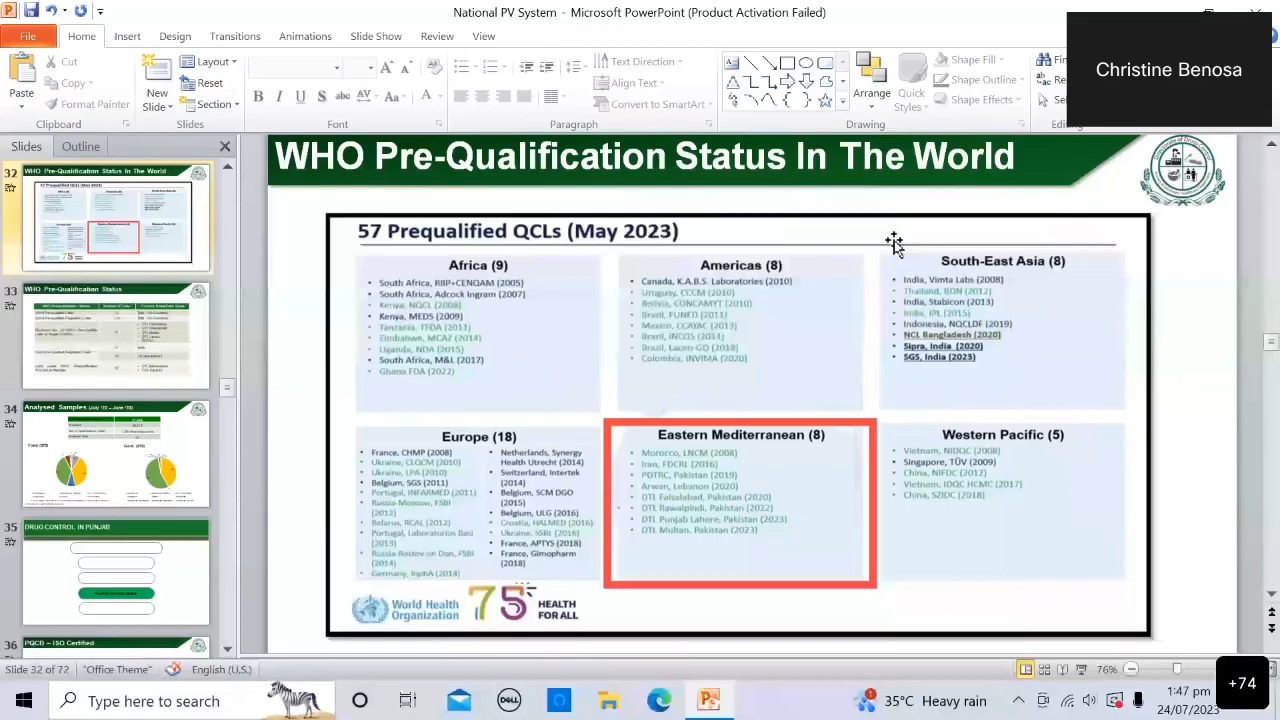 National PV System - Microsoft PowerPoint (Product Activation Failed)
Christine Benosa
File Home Insert Design Transitions Animations Slide Show Review View
Paste
Cut
Copy
Format Painter
Clipboard
New Slide
Layout
Reset
Section
Slides
Font
Text Direction
Align Text
Convert to SmartArt
Paragraph
Arrange
Quick Styles
Shape Fill
Shape Outline
Shape Effects
Drawing
Slides Outline
32
WHO Pre-Qualification Status In The World
WHO Pre-Qualification Status
34
Analysed Samples
35
DRUG CONTROL IN PUNJAB
36
PQCB – ISO Certified
WHO Pre-Qualification Status In The World
57 Prequalified QCLs (May 2023)
Africa (9)
South Africa, RIIP+CENQAM (2005)
South Africa, Adcock Ingram (2007)
Kenya, NQCL (2008)
Kenya, MEDS (2009)
Tanzania, TFDA (2011)
Zimbabwe, MCAZ (2014)
Uganda, NDA (2015)
South Africa, M&L (2017)
Ghana FDA (2022)
Americas (8)
Canada, K.A.B.S. Laboratories (2010)
Uruguay, CCCM (2010)
Bolivia, CONCAMYT (2010)
Brazil, FUNED (2011)
Mexico, CCAYAC (2013)
Brazil, INCQS (2014)
Brazil, Lacen-GO (2018)
Colombia, INVIMA (2020)
South-East Asia (8)
India, Vimta Labs (2008)
Thailand, BDN (2012)
India, Stabicon (2013)
India, IPL (2015)
Indonesia, NQCLDF (2019)
NCL Bangladesh (2020)
Sipra, India (2020)
SGS, India (2023)
Europe (18)
France, CHMP (2008)
Ukraine, CLQCM (2010)
Ukraine, LPA (2010)
Belgium, SGS (2011)
Portugal, INFARMED (2011)
Russia-Moscow, FSBI
(2012)
Belarus, RCAL (2012)
Portugal, Laboratorios Basi
(2013)
Russia-Rostov on Don, FSBI
(2014)
Germany, InphA (2014)
Netherlands, Synergy
Health Utrecht (2014)
Switzerland, Intertek
(2014)
Belgium, SCM DGO
(2015)
Belgium, ULG (2016)
Croatia, HALMED (2016)
Ukraine, SSRL (2018)
France, APTYS (2018)
France, Glmopharm
(2018)
Eastern Mediterranean (8)
Morocco, LNCM (2008)
Iran, FDCRL (2016)
PDTRC, Pakistan (2019)
Arwan, Lebanon (2020)
DTL Faisalabad, Pakistan (2020)
DTL Rawalpindi, Pakistan (2022)
DTL Punjab Lahore, Pakistan (2023)
DTL Multan, Pakistan (2023)
Western Pacific (5)
Vietnam, NIDQC (2008)
Singapore, TÜV (2009)
China, NIFDC (2012)
Vietnam, IDQC HCMC (2017)
China, SZIDC (2018)
World Health
Organization
75
HEALTH
FOR ALL
Slide 32 of 72 "Office Theme" English (U.S.) 76%
+74
Type here to search
DELL
35°C Heavy rain
1:47 pm
24/07/2023